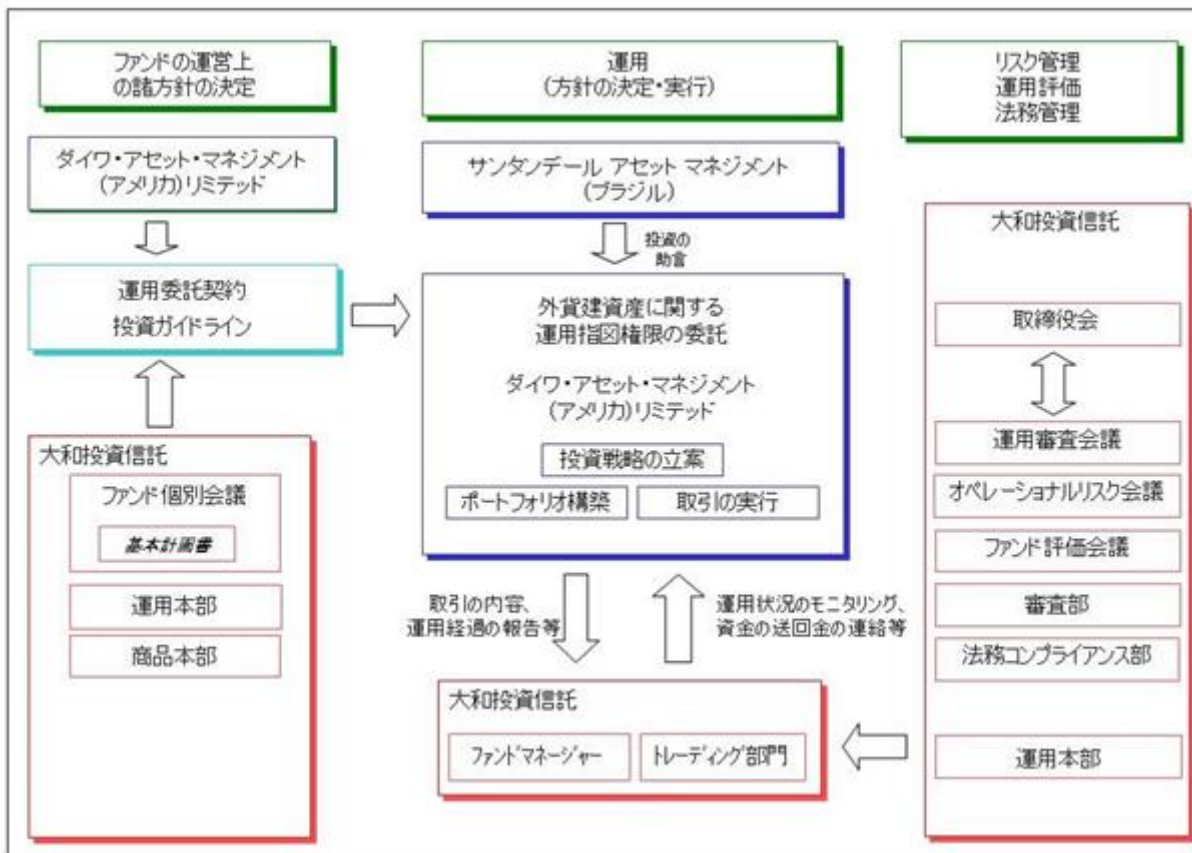 ファンドの運営上
の諸方針の決定
ダイワ・アセット・マネジメント
(アメリカ)リミテッド
運用委託契約
投資ガイドライン
大和投資信託
ファンド個別会議
基本計画書
運用本部
商品本部
運用
(方針の決定・実行)
サンタンデール アセット マネジメント
(ブラジル)
投資の
助言
外貨建資産に関する
運用指図権限の委託
ダイワ・アセット・マネジメント
(アメリカ)リミテッド
投資戦略の立案
ポートフォリオ構築
取引の実行
取引の内容、
運用経過の報告等
運用状況のモニタリング、
資金の送回金の連絡等
大和投資信託
ファンドマネージャー
トレーディング部門
リスク管理
運用評価
法務管理
大和投資信託
取締役会
運用審査会議
オペレーショナルリスク会議
ファンド評価会議
審査部
法務コンプライアンス部
運用本部